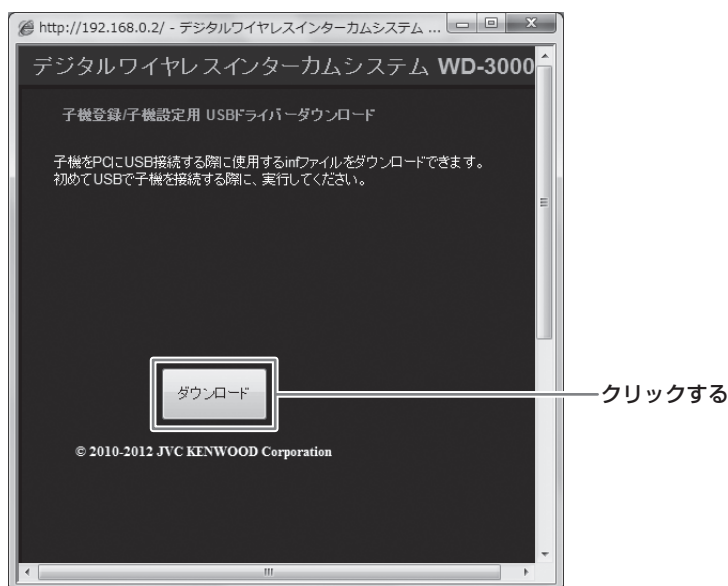 http://192.168.0.2/ - デジタルワイヤレスインターカムシステム ...
デジタルワイヤレスインターカムシステム WD-3000
子機登録/子機設定用 USBドライバーダウンロード
子機をPCにUSB接続する際に使用するinfファイルをダウンロードできます。
初めてUSBで子機を接続する際に、実行してください。
ダウンロード
クリックする
© 2010-2012 JVC KENWOOD Corporation